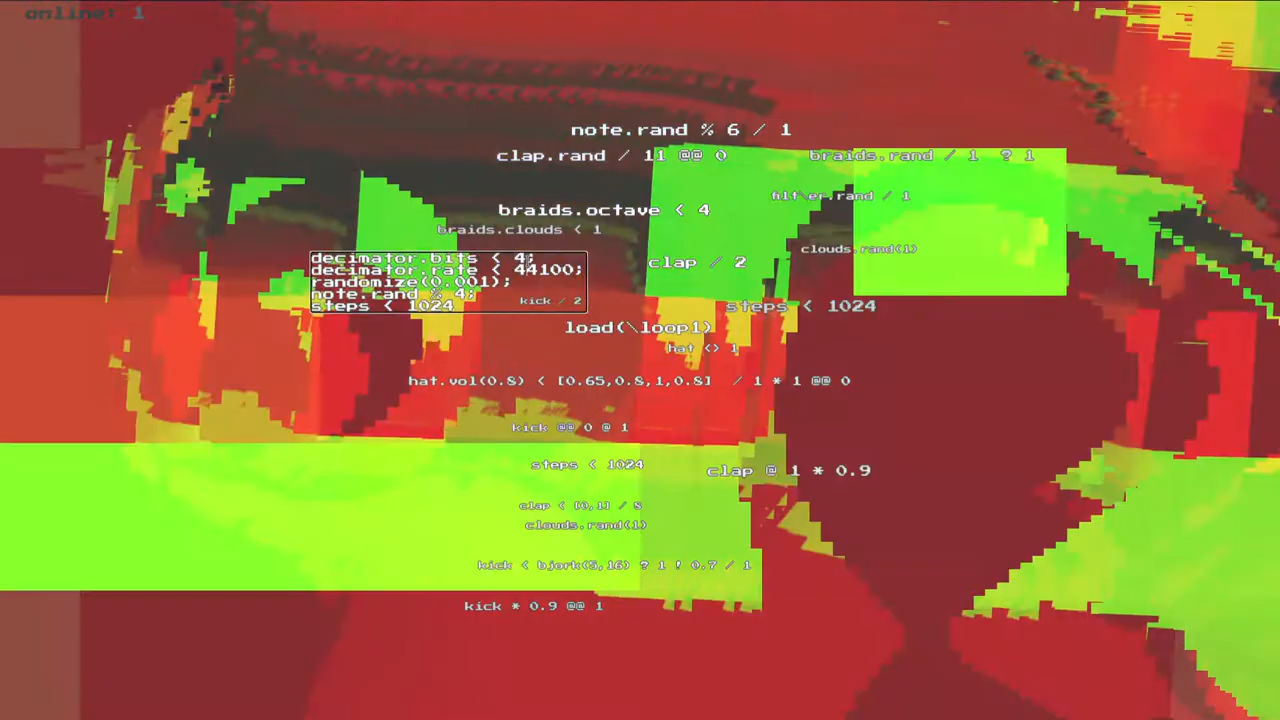 online: 1
note.rand % 6 / 1
clap.rand / 11 @@ 0
braids.rand / 1 ? 1
filt\er.rand / 1
braids.octave < 4
braids.clouds < 1
clouds.rand(1)
decimator.bits < 4;
decimator.rate < 44100;
randomize(0.001);
note.rand % 4;
steps < 1024
kick / 2
clap / 2
steps < 1024
load(\loop1)
hat <> 1
hat.vol(0.8) < [0.65,0.8,1,0.8] / 1 * 1 @@ 0
kick @@ 0 @ 1
steps < 1024
clap @ 1 * 0.9
clap < [0,1] / 8
clouds.rand(1)
kick < bjork(5,16) ? 1 ! 0.7 / 1
kick * 0.9 @@ 1